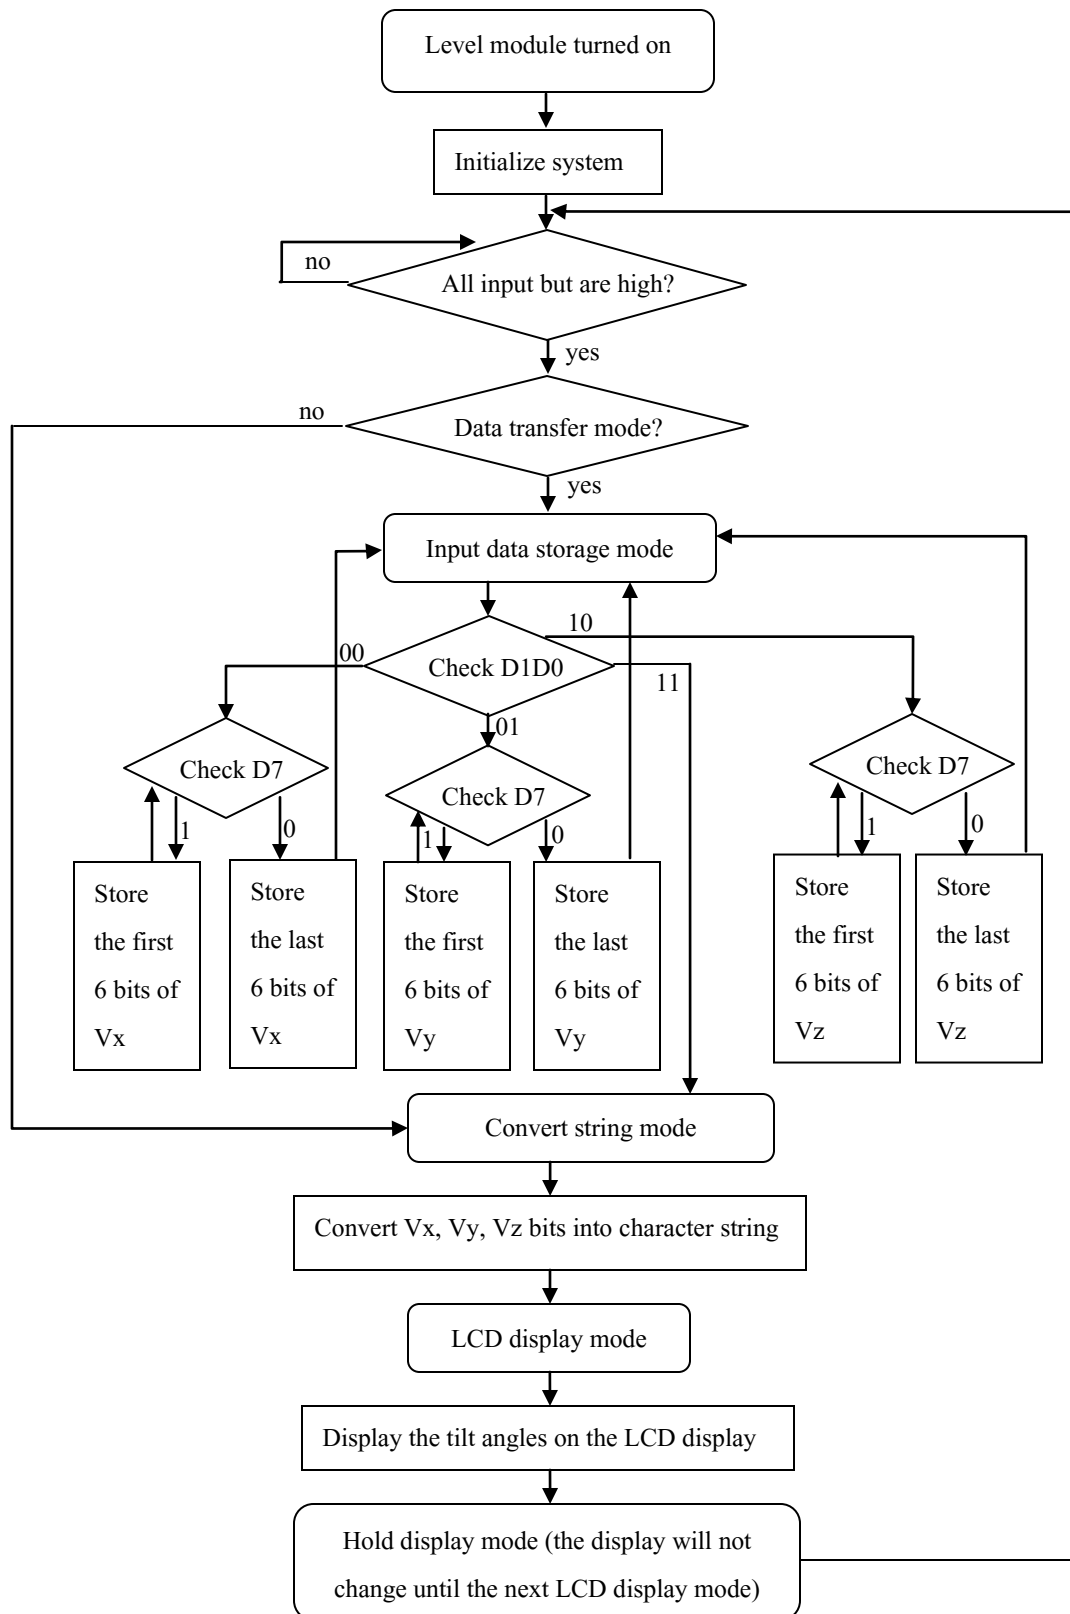 Level module turned on
Initialize system
no
All input but are high?
yes
no
Data transfer mode?
yes
Input data storage mode
10
00
Check D1D0
11
01
Check D7
Check D7
Check D7
1
0
1
0
1
0
Store
the first
6 bits of
Vx
Store
the last
6 bits of
Vx
Store
the first
6 bits of
Vy
Store
the last
6 bits of
Vy
Store
the first
6 bits of
Vz
Store
the last
6 bits of
Vz
Convert string mode
Convert Vx, Vy, Vz bits into character string
LCD display mode
Display the tilt angles on the LCD display
Hold display mode (the display will not
change until the next LCD display mode)